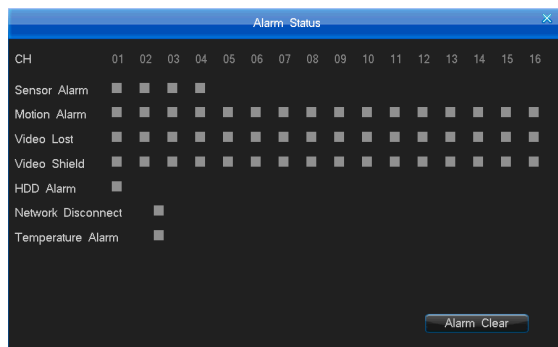 Alarm Status
CH 01 02 03 04 05 06 07 08 09 10 11 12 13 14 15 16
Sensor Alarm
Motion Alarm
Video Lost
Video Shield
HDD Alarm
Network Disconnect
Temperature Alarm
Alarm Clear